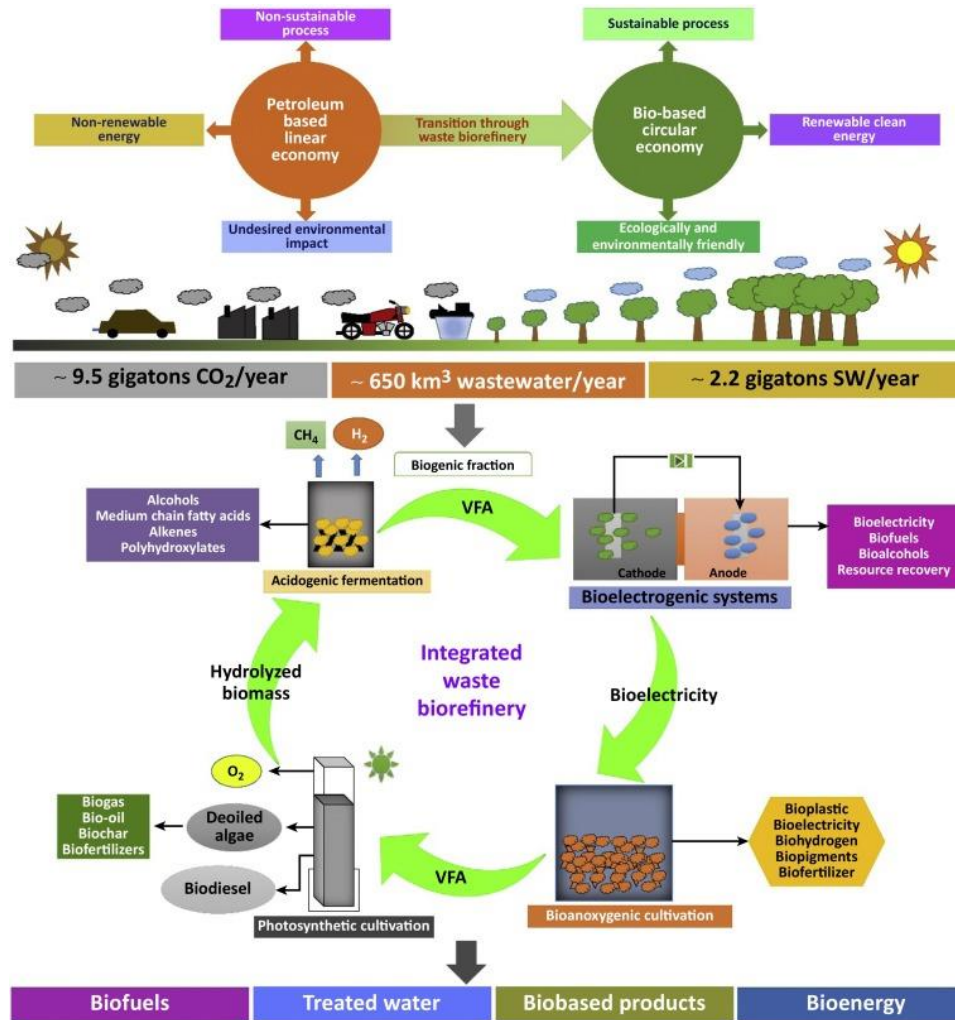 Non-sustainable
process
Sustainable process
Petroleum
based
linear
economy
Non-renewable
energy
Transition through
waste biorefinery
Bio-based
circular
economy
Renewable clean
energy
Undesired environmental
impact
Ecologically and
environmentally friendly
~ 9.5 gigatons CO₂/year
~ 650 km³ wastewater/year
~ 2.2 gigatons SW/year
CH₄
H₂
Biogenic fraction
VFA
Alcohols
Medium chain fatty acids
Alkenes
Polyhydroxylates
Acidogenic fermentation
Cathode
Anode
Bioelectrogenic systems
Bioelectricity
Biofuels
Bioalcohols
Resource recovery
Hydrolyzed
biomass
Integrated
waste
biorefinery
Bioelectricity
O₂
Biogas
Bio-oil
Biochar
Biofertilizers
Deoiled
algae
Biodiesel
Photosynthetic cultivation
VFA
Bioanoxygenic cultivation
Bioplastic
Bioelectricity
Biohydrogen
Biopigments
Biofertilizer
Biofuels
Treated water
Biobased products
Bioenergy